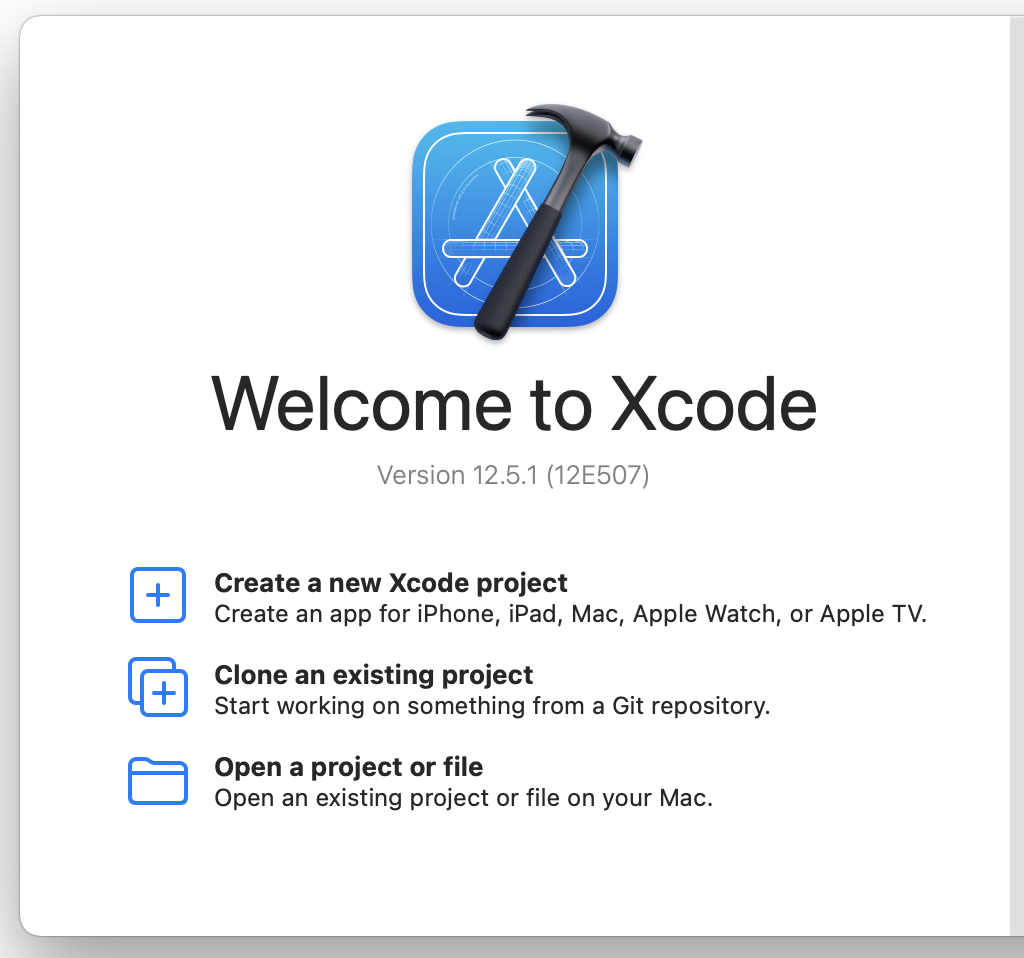 Welcome to Xcode
Version 12.5.1 (12E507)
Create a new Xcode project
Create an app for iPhone, iPad, Mac, Apple Watch, or Apple TV.
Clone an existing project
Start working on something from a Git repository.
Open a project or file
Open an existing project or file on your Mac.